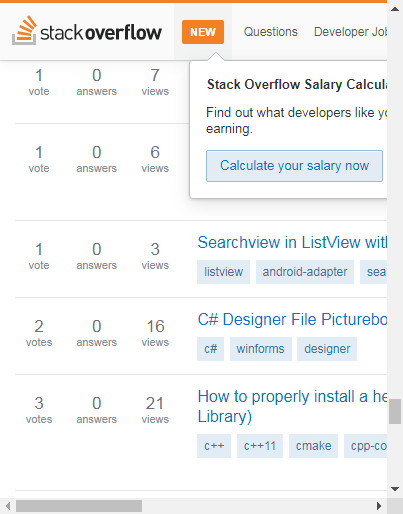 stackoverflow NEW Questions Developer Jo
Stack Overflow Salary Calcul
Find out what developers like y
earning.
Calculate your salary now
1 0 7
vote answers views
1 0 6
vote answers views
1 0 3
vote answers views
Searchview in ListView wit
listview android-adapter sea
2 0 16
votes answers views
C# Designer File Picturebo
c# winforms designer
3 0 21
votes answers views
How to properly install a he
Library)
c++ c++11 cmake cpp-co